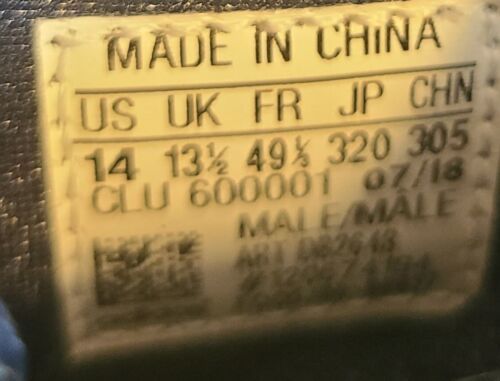 MADE IN CHINA
US UK FR JP CHN
14 13½ 49⅓ 320 305
CLU 600001 07/18
MALE/MALE
ART